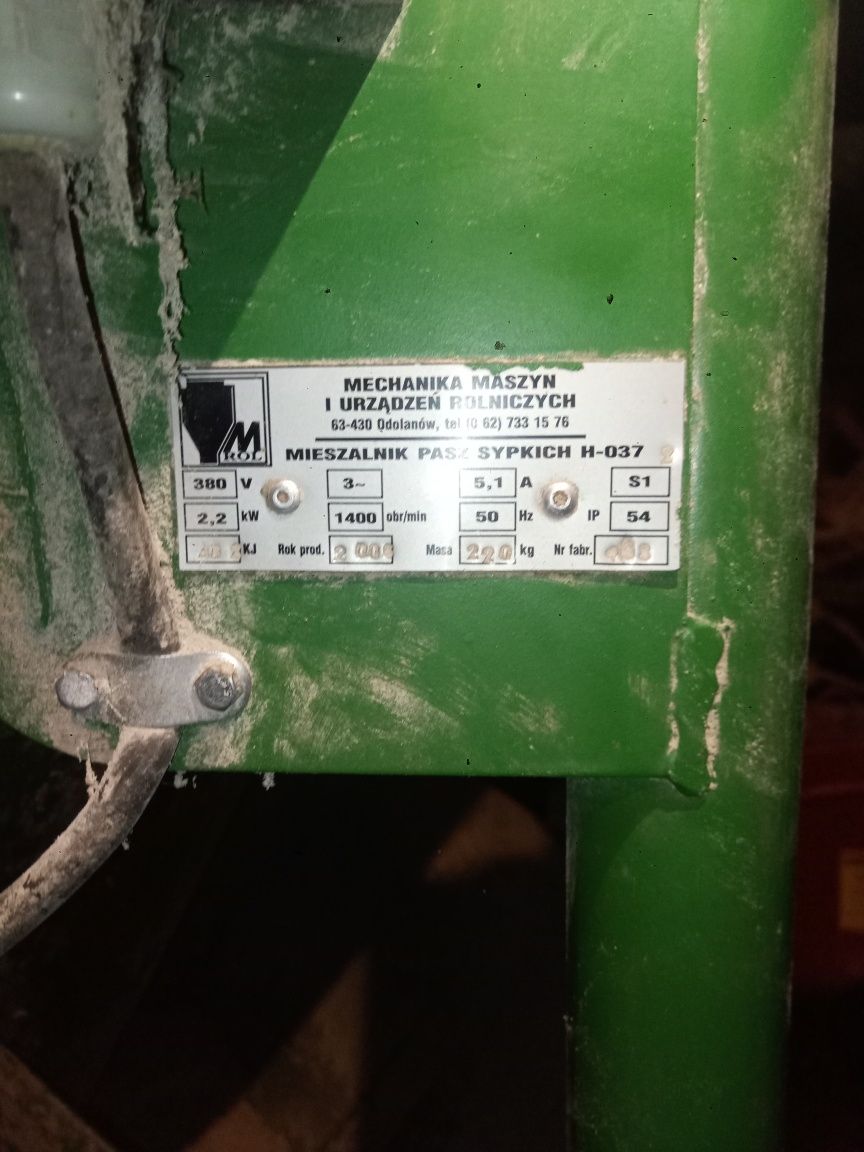 MECHANIKA MASZYN
I URZĄDZEŃ ROLNICZYCH
63-430 Odolanów, tel (0 62) 733 15 76
M
ROL
MIESZALNIK PASZ SYPKICH H-037 2
380 V 3~ 5,1 A S1
2,2 kW 1400 obr/min 50 Hz IP 54
KJ Rok prod. Masa 220 kg Nr fabr.